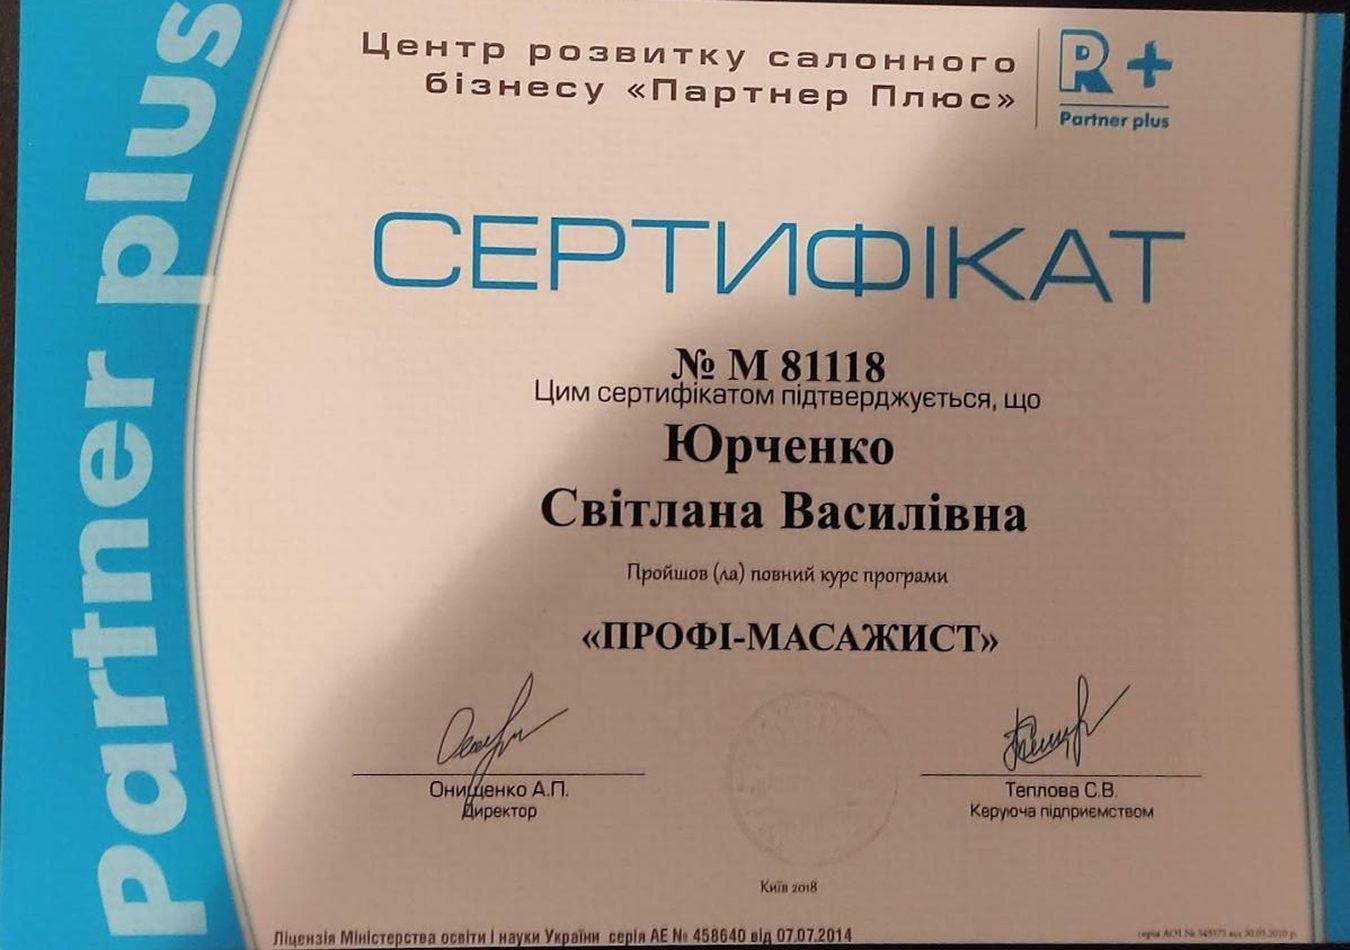 Partner plus
Центр розвитку салонного
бізнесу «Партнер Плюс»
R+
Partner plus
СЕРТИФІКАТ
№ М 81118
Цим сертифікатом підтверджується, що
Юрченко
Світлана Василівна
Пройшов (ла) повний курс програми
«ПРОФІ-МАСАЖИСТ»
Онищенко А.П.
Директор
Теплова С.В.
Керуюча підприємством
Київ 2018
Ліцензія Міністерства освіти і науки України серія АЕ № 458640 від 07.07.2014